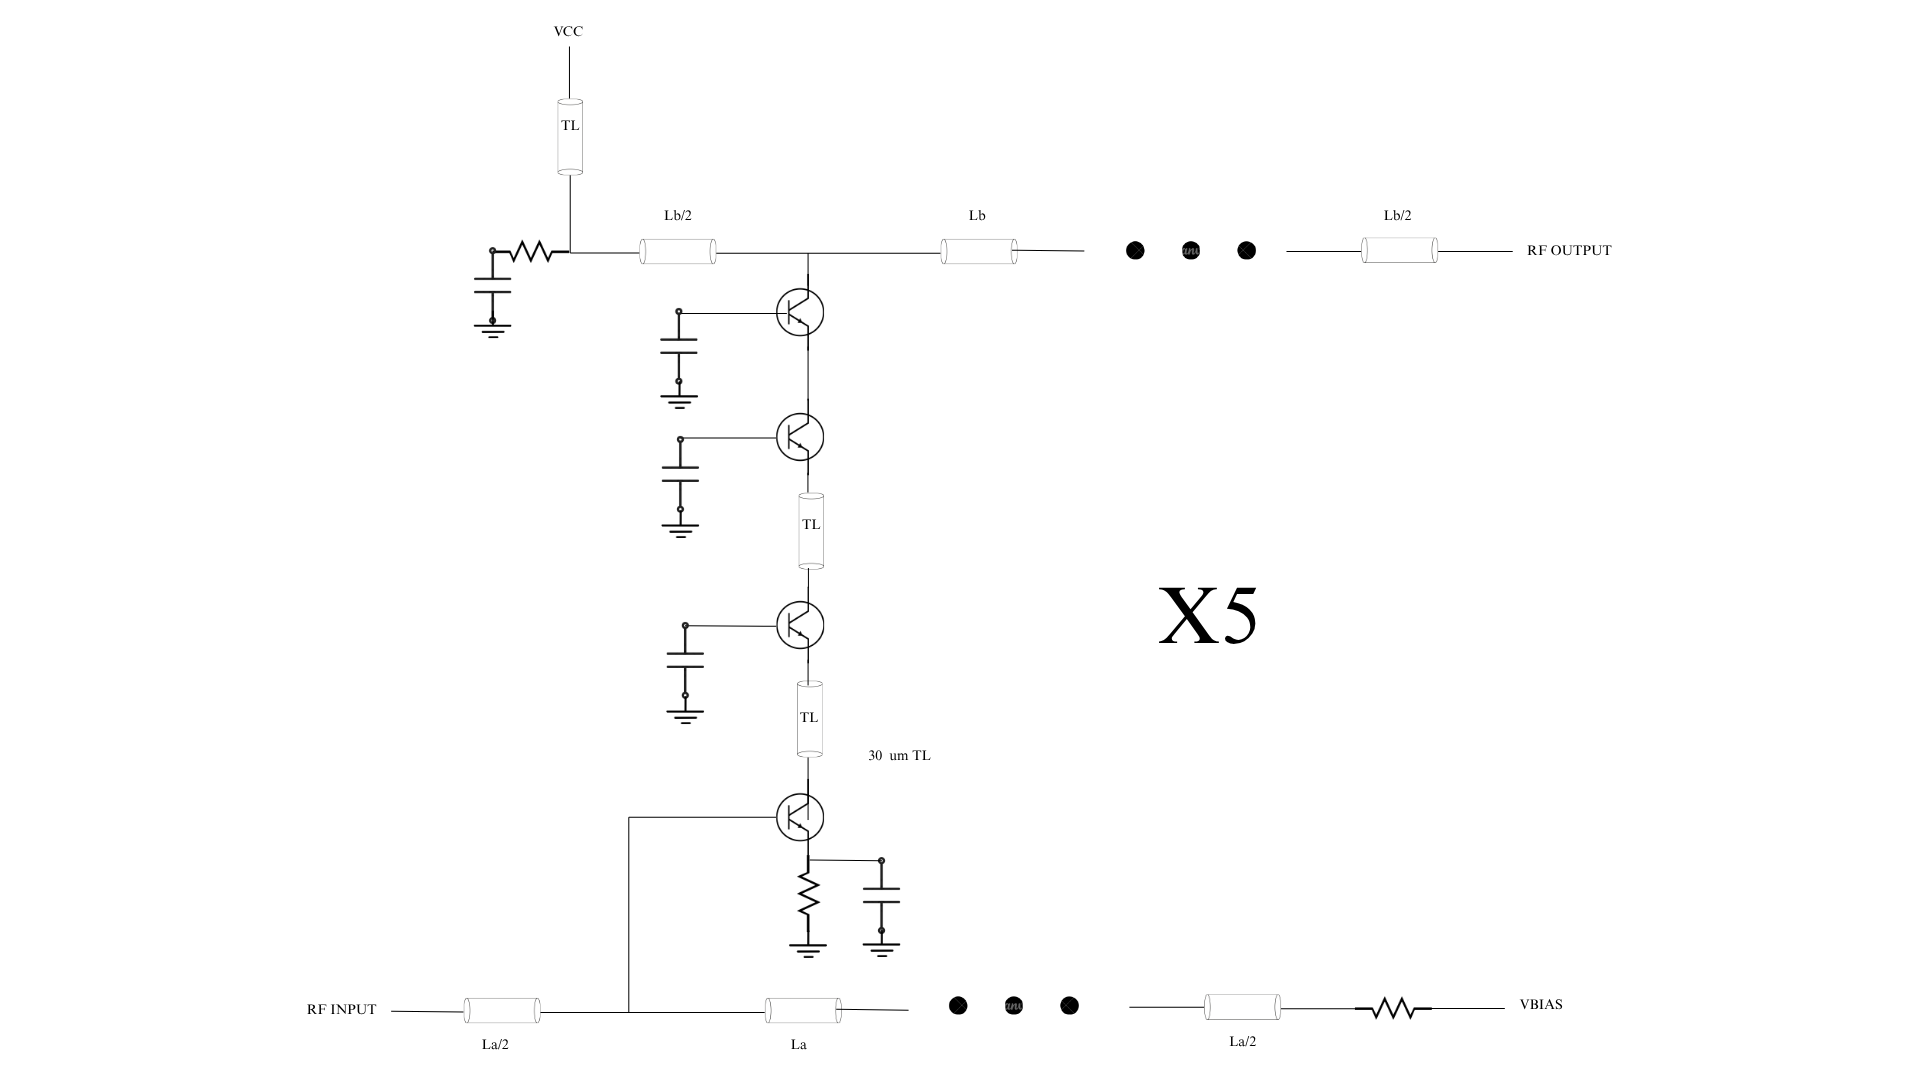 VCC
TL
Lb/2
Lb
Lb/2
RF OUTPUT
TL
X5
TL
30 um TL
RF INPUT
VBIAS
La/2
La
La/2